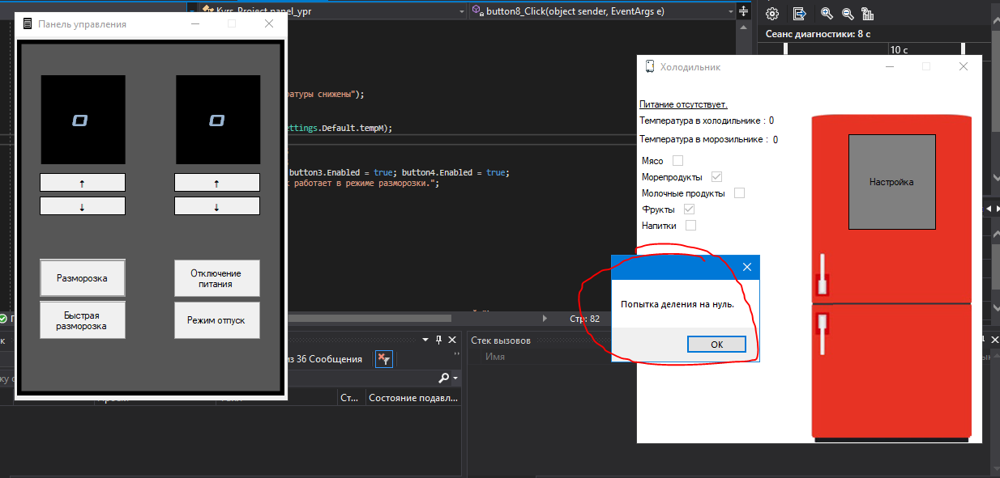 Kyrs_Project.panel_ypr
button8_Click(object sender, EventArgs e)
Панель управления
0
0
↑
↑
↓
↓
Разморозка
Отключение
питания
Быстрая
разморозка
Режим отпуск
снижены");
ettings.Default.tempM);
button3.Enabled = true; button4.Enabled = true;
работает в режиме разморозки.";
Стр: 82
из 36 Сообщения
Ст...
Состояние подавл...
Стек вызовов
Имя
Сеанс диагностики: 8 с
10 с
Холодильник
Питание отсутствует.
Температура в холодильнике : 0
Температура в морозильнике : 0
Мясо
Морепродукты
Молочные продукты
Фрукты
Напитки
Настройка
Попытка деления на нуль.
OK